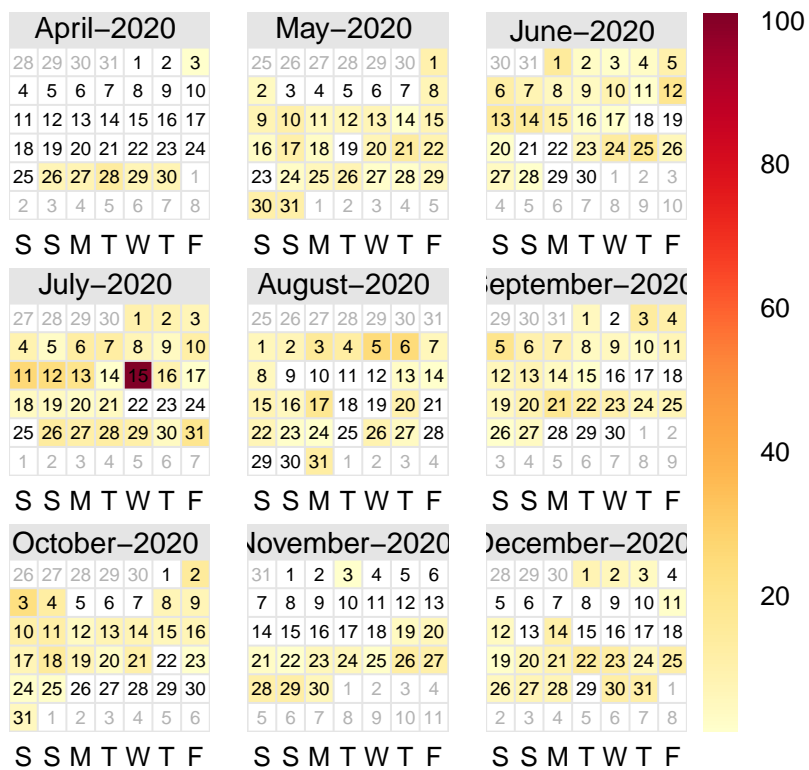 April−2020
28 29 30 31 1 2 3
4 5 6 7 8 9 10
11 12 13 14 15 16 17
18 19 20 21 22 23 24
25 26 27 28 29 30 1
2 3 4 5 6 7 8
S S M T W T F
May−2020
25 26 27 28 29 30 1
2 3 4 5 6 7 8
9 10 11 12 13 14 15
16 17 18 19 20 21 22
23 24 25 26 27 28 29
30 31 1 2 3 4 5
S S M T W T F
June−2020
30 31 1 2 3 4 5
6 7 8 9 10 11 12
13 14 15 16 17 18 19
20 21 22 23 24 25 26
27 28 29 30 1 2 3
4 5 6 7 8 9 10
S S M T W T F
July−2020
27 28 29 30 1 2 3
4 5 6 7 8 9 10
11 12 13 14 15 16 17
18 19 20 21 22 23 24
25 26 27 28 29 30 31
1 2 3 4 5 6 7
S S M T W T F
August−2020
25 26 27 28 29 30 31
1 2 3 4 5 6 7
8 9 10 11 12 13 14
15 16 17 18 19 20 21
22 23 24 25 26 27 28
29 30 31 1 2 3 4
S S M T W T F
September−2020
29 30 31 1 2 3 4
5 6 7 8 9 10 11
12 13 14 15 16 17 18
19 20 21 22 23 24 25
26 27 28 29 30 1 2
3 4 5 6 7 8 9
S S M T W T F
October−2020
26 27 28 29 30 1 2
3 4 5 6 7 8 9
10 11 12 13 14 15 16
17 18 19 20 21 22 23
24 25 26 27 28 29 30
31 1 2 3 4 5 6
S S M T W T F
November−2020
31 1 2 3 4 5 6
7 8 9 10 11 12 13
14 15 16 17 18 19 20
21 22 23 24 25 26 27
28 29 30 1 2 3 4
5 6 7 8 9 10 11
S S M T W T F
December−2020
28 29 30 1 2 3 4
5 6 7 8 9 10 11
12 13 14 15 16 17 18
19 20 21 22 23 24 25
26 27 28 29 30 31 1
2 3 4 5 6 7 8
S S M T W T F
100
80
60
40
20